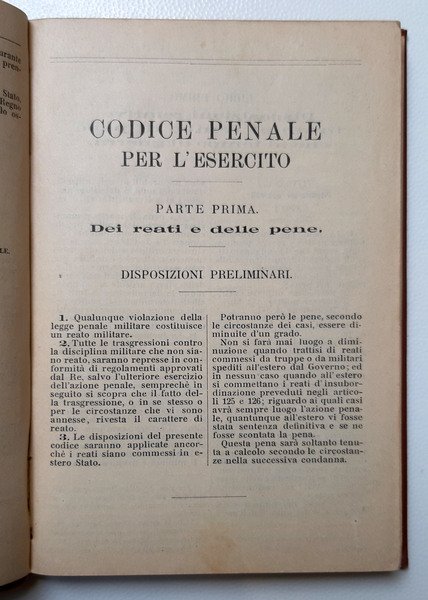 arante
pen-
Stato,
Regno
lo os-
LE.
CODICE PENALE
PER L'ESERCITO
PARTE PRIMA.
Dei reati e delle pene.
DISPOSIZIONI PRELIMINARI.
1. Qualunque violazione della
legge penale militare costituisce
un reato militare.
2. Tutte le trasgressioni contro
la disciplina militare che non sia-
no reato, saranno represse in con-
formità di regolamenti approvati
dal Re, salvo l'ulteriore esercizio
dell'azione penale, semprechè in
seguito si scopra che il fatto del-
la trasgressione, o in se stesso o
per le circostanze che vi sono
annesse, rivesta il carattere di
reato.
3. Le disposizioni del presente
codice saranno applicate ancor-
chè i reati siano commessi in e-
stero Stato.
Potranno però le pene, secondo
le circostanze dei casi, essere di-
minuite d'un grado.
Non si farà mai luogo a dimi-
nuzione quando trattisi di reati
commessi da truppe o da militari
spediti all'estero dal Governo; ed
in nessun caso quando all'estero
si commettano i reati d'insubor-
dinazione preveduti negli artico-
li 125 e 126; riguardo ai quali casi
avrà sempre luogo l'azione pena-
le, quantunque all'estero vi fosse
stata sentenza definitiva e se ne
fosse scontata la pena.
Questa pena sarà soltanto tenu-
ta a calcolo secondo le circostan-
ze nella successiva condanna.